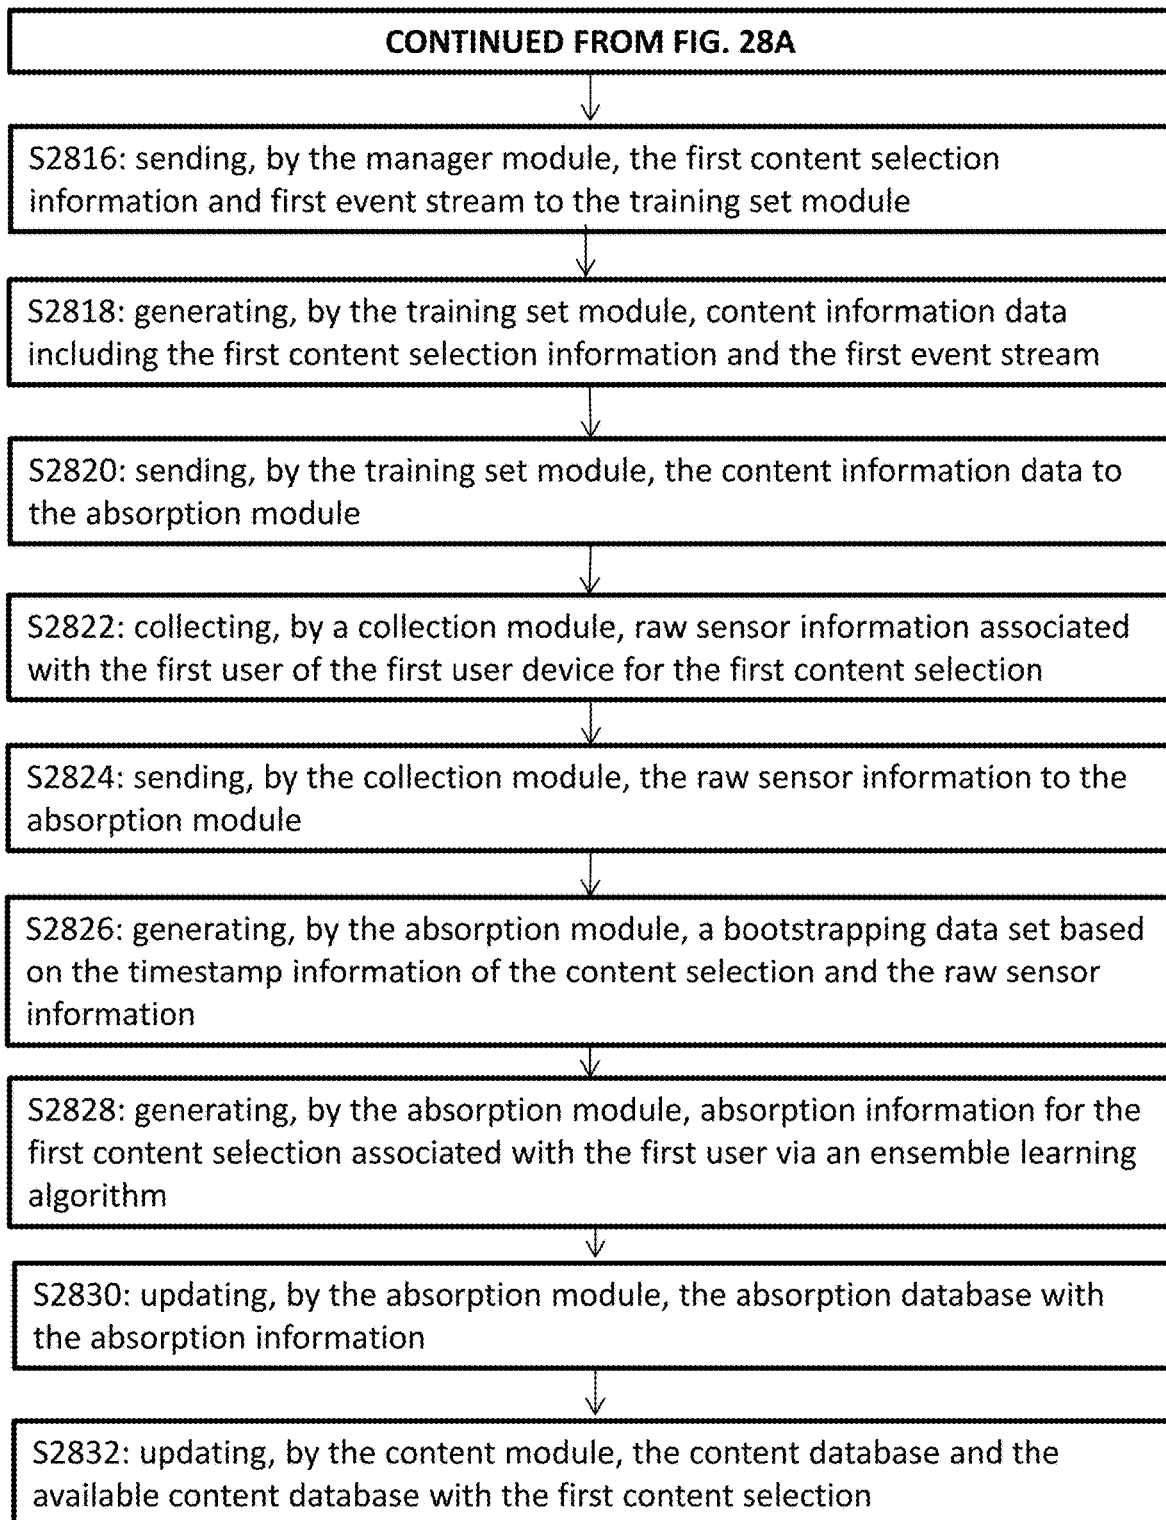 CONTINUED FROM FIG. 28A
S2816: sending, by the manager module, the first content selection
information and first event stream to the training set module
S2818: generating, by the training set module, content information data
including the first content selection information and the first event stream
S2820: sending, by the training set module, the content information data to
the absorption module
S2822: collecting, by a collection module, raw sensor information associated
with the first user of the first user device for the first content selection
S2824: sending, by the collection module, the raw sensor information to the
absorption module
S2826: generating, by the absorption module, a bootstrapping data set based
on the timestamp information of the content selection and the raw sensor
information
S2828: generating, by the absorption module, absorption information for the
first content selection associated with the first user via an ensemble learning
algorithm
S2830: updating, by the absorption module, the absorption database with
the absorption information
S2832: updating, by the content module, the content database and the
available content database with the first content selection